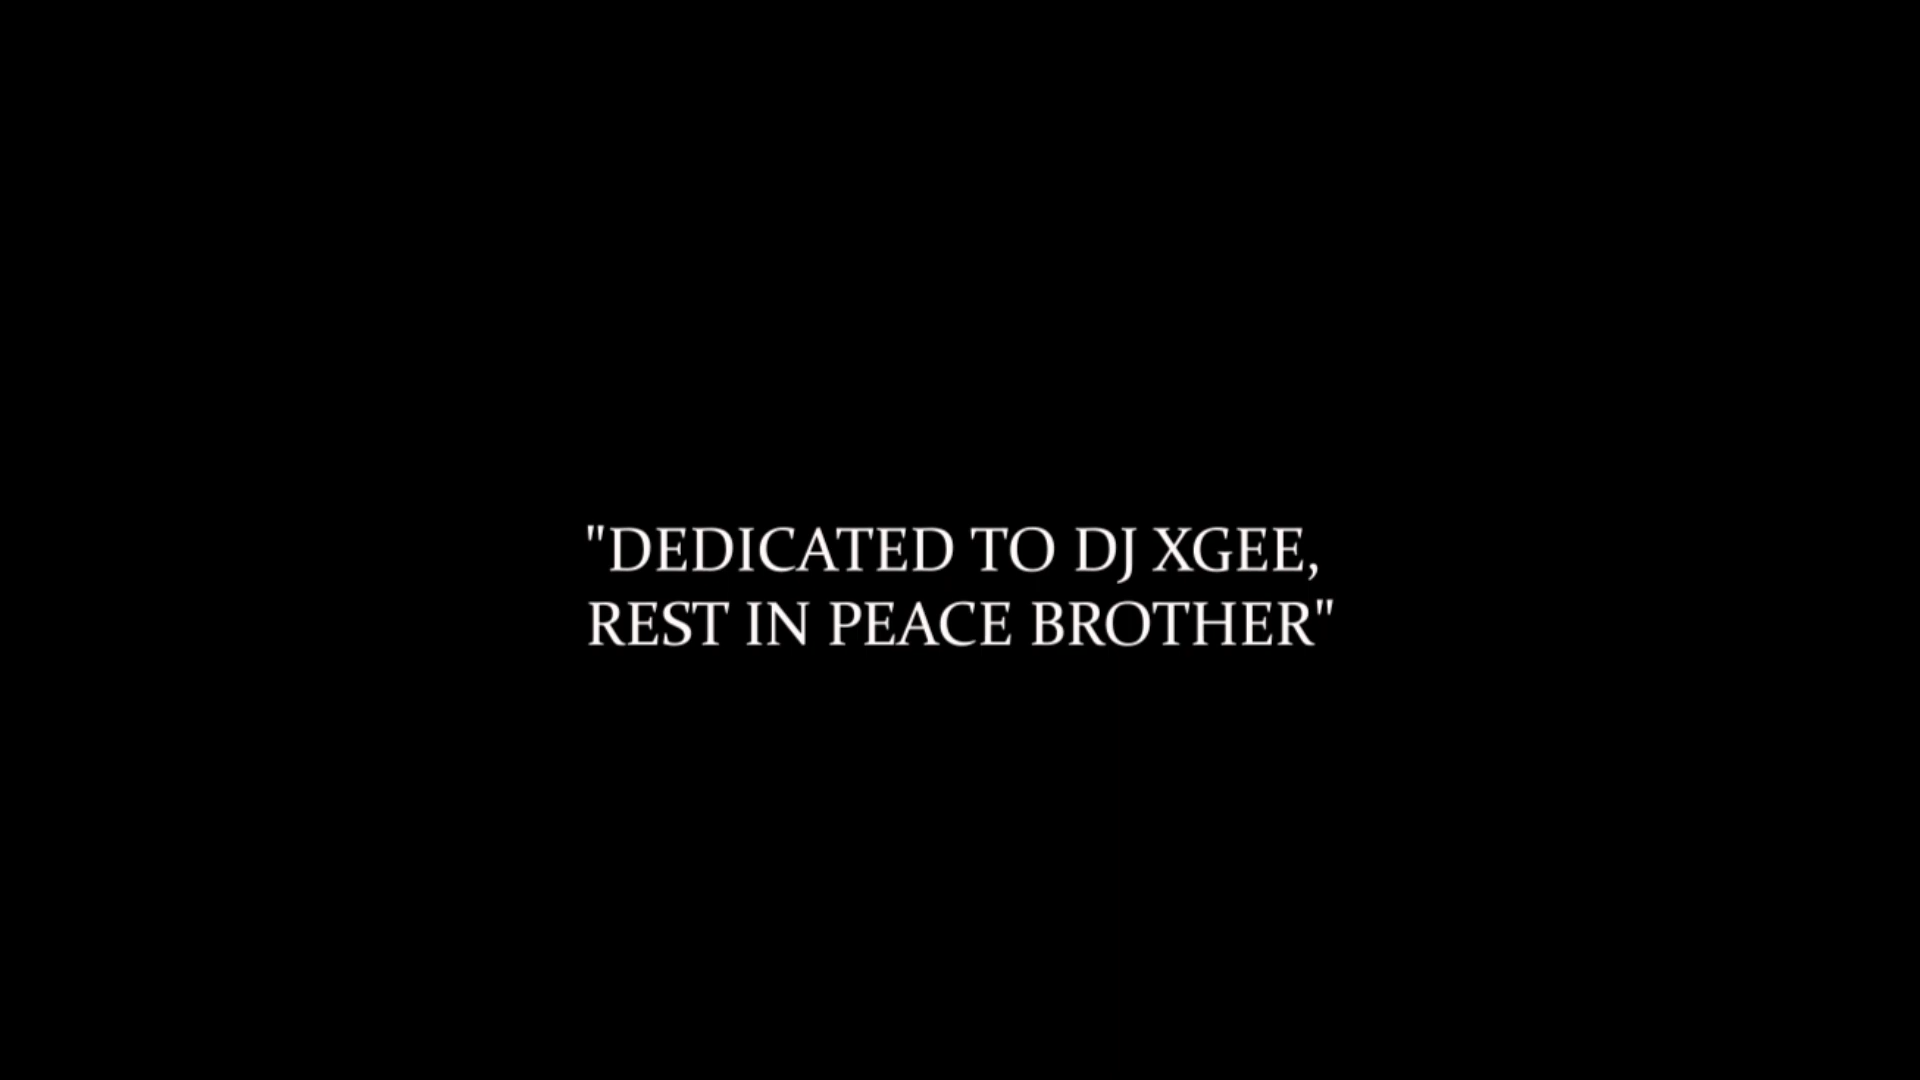 "DEDICATED TO DJ XGEE,
REST IN PEACE BROTHER"